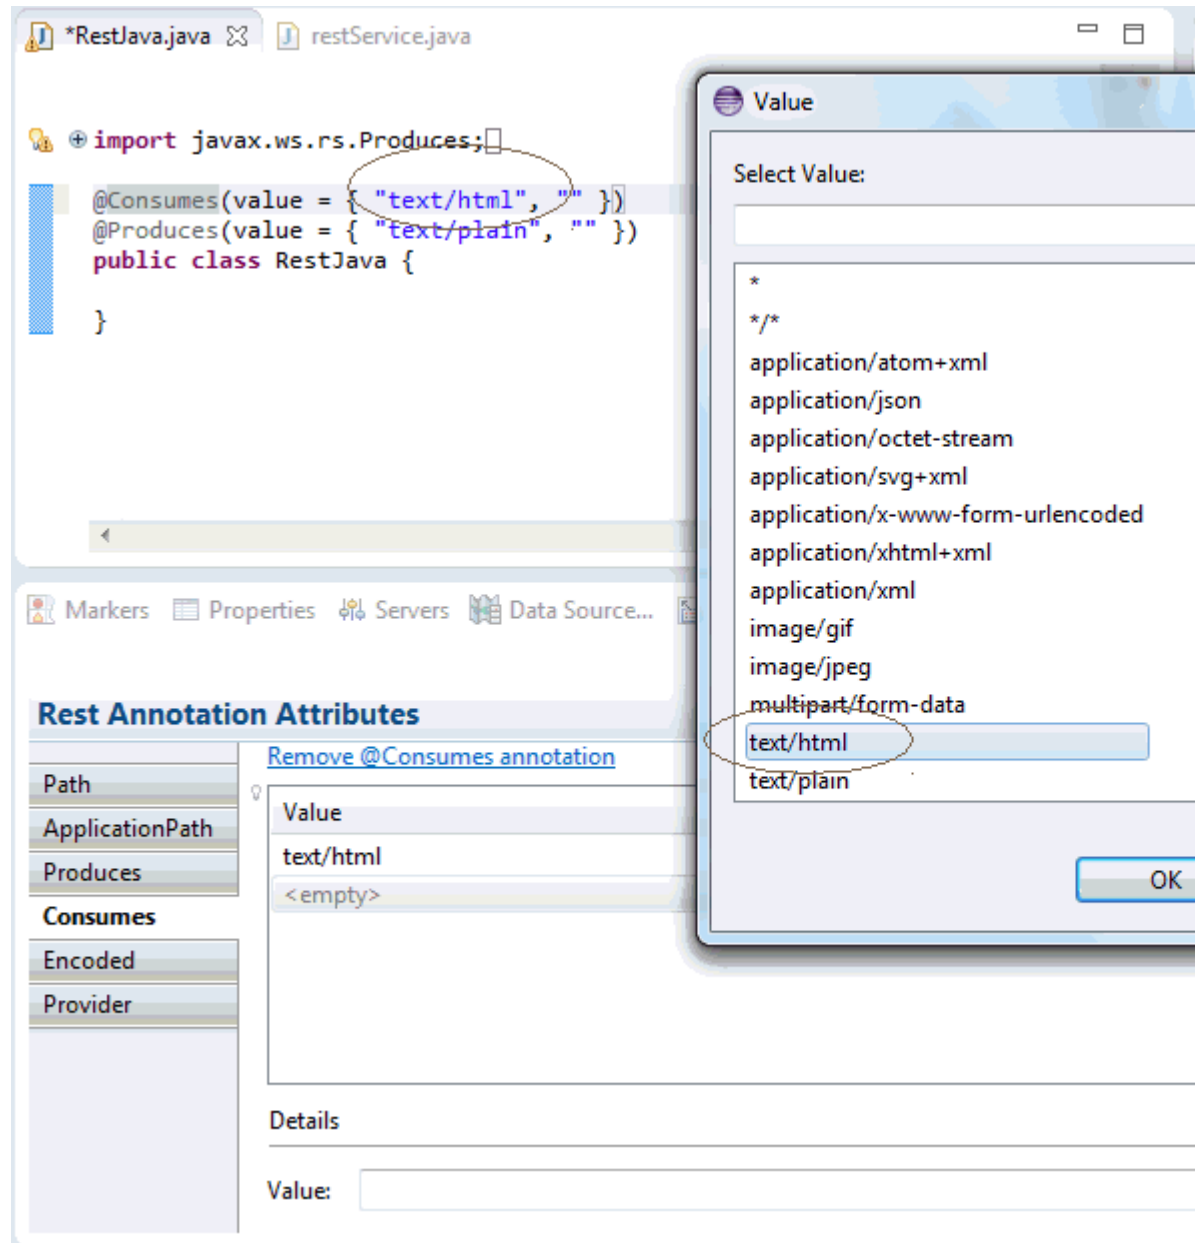 *RestJava.java
restService.java
import javax.ws.rs.Produces;
@Consumes(value = { "text/html", "" })
@Produces(value = { "text/plain", "" })
public class RestJava {
}
Value
Select Value:
*
*/*
application/atom+xml
application/json
application/octet-stream
application/svg+xml
application/x-www-form-urlencoded
application/xhtml+xml
application/xml
image/gif
image/jpeg
multipart/form-data
text/html
text/plain
OK
Markers
Properties
Servers
Data Source...
Rest Annotation Attributes
Path
ApplicationPath
Produces
Consumes
Encoded
Provider
Remove @Consumes annotation
Value
text/html
<empty>
Details
Value: